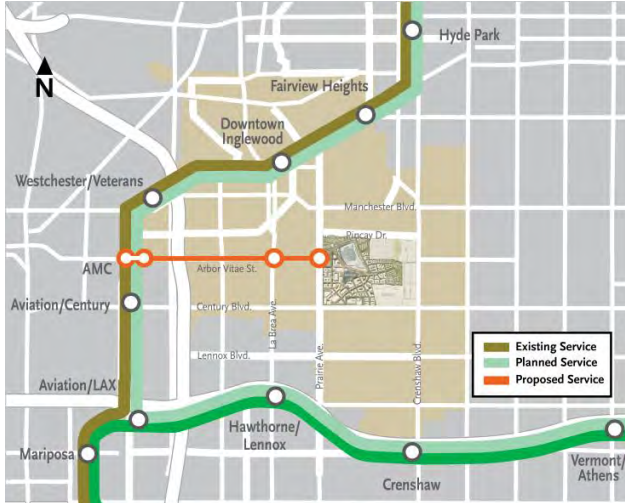 Hyde Park
N
Fairview Heights
Downtown
Inglewood
Westchester/Veterans
Manchester Blvd.
Pincay Dr.
AMC
Arbor Vitae St.
Aviation/Century
Century Blvd.
La Brea Ave.
Prairie Ave.
Crenshaw Blvd.
Lennox Blvd.
Existing Service
Planned Service
Proposed Service
Aviation/LAX
Mariposa
Hawthorne/
Lennox
Crenshaw
Vermont/
Athens